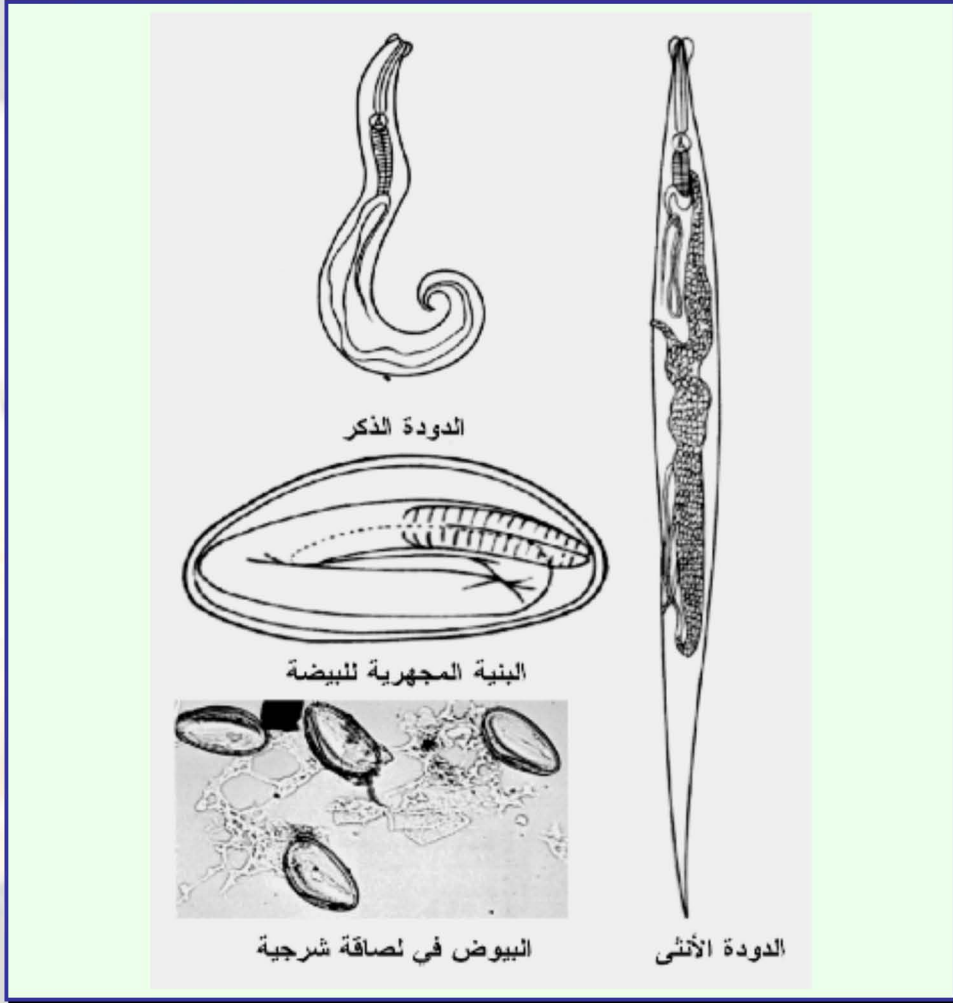 الدودة الذكر
البنية المجهرية للبيضة
البيوض في لصاقة شرجية
الدودة الأنثى